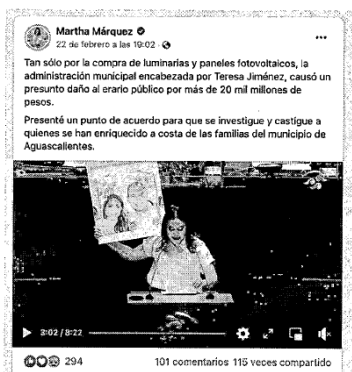 Martha Márquez
22 de febrero a las 19:02 ·
Tan sólo por la compra de luminarias y paneles fotovoltaicos, la
administración municipal encabezada por Teresa Jiménez, causó un
presunto daño al erario público por más de 20 mil millones de
pesos.
Presenté un punto de acuerdo para que se investigue y castigue a
quienes se han enriquecido a costa de las familias del municipio de
Aguascalientes.
3:02 / 8:22
294
101 comentarios 115 veces compartido